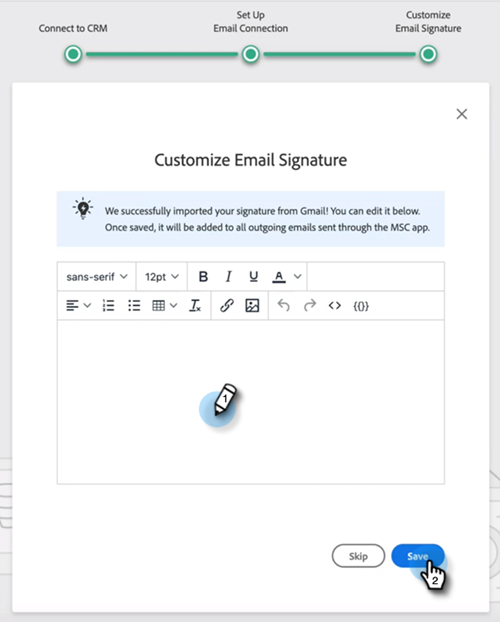 Connect to CRM
Set Up
Email Connection
Customize
Email Signature
Customize Email Signature
We successfully imported your signature from Gmail! You can edit it below.
Once saved, it will be added to all outgoing emails sent through the MSC app.
sans-serif 12pt B I U A
<> {{}}
1
Skip Save
2